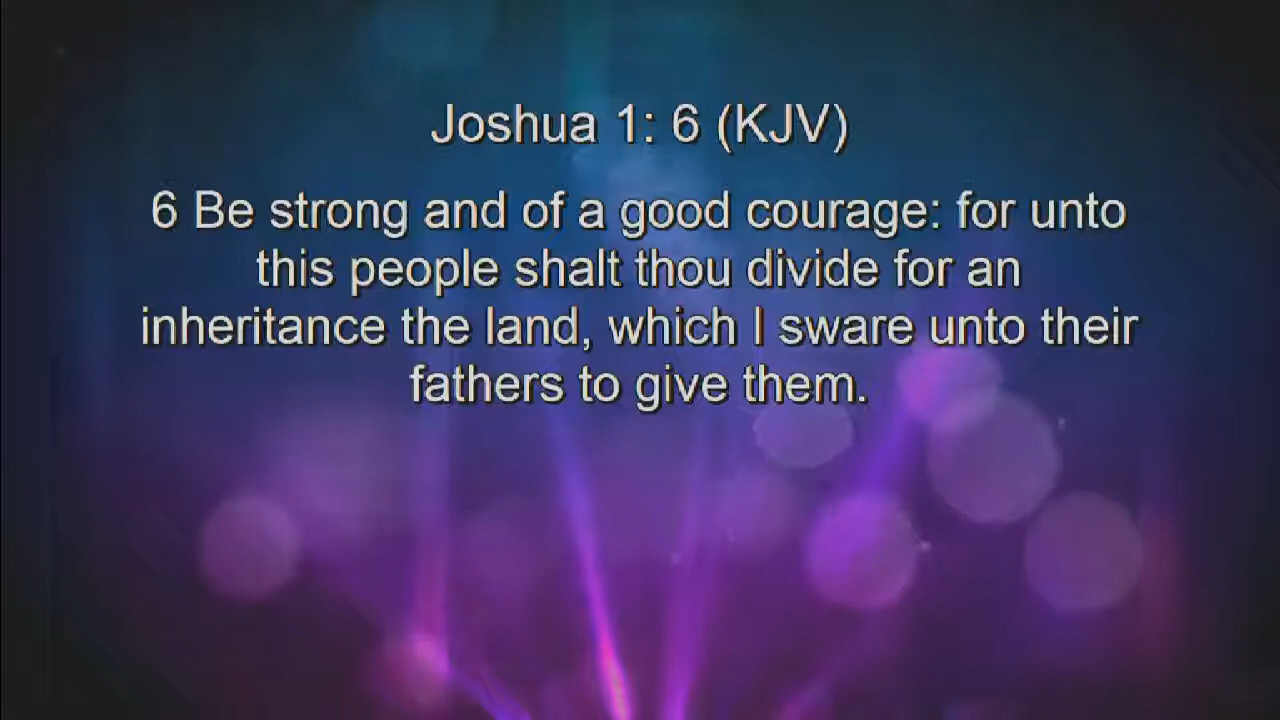 Joshua 1: 6 (KJV)
6 Be strong and of a good courage: for unto
this people shalt thou divide for an
inheritance the land, which I sware unto their
fathers to give them.